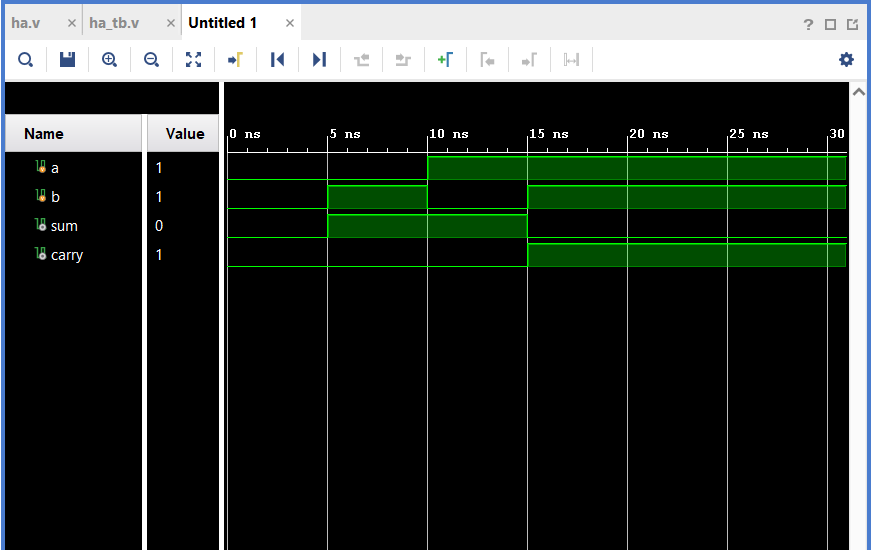 ha.v × ha_tb.v × Untitled 1 × ?
Name Value 0 ns 5 ns 10 ns 15 ns 20 ns 25 ns 30
a 1
b 1
sum 0
carry 1